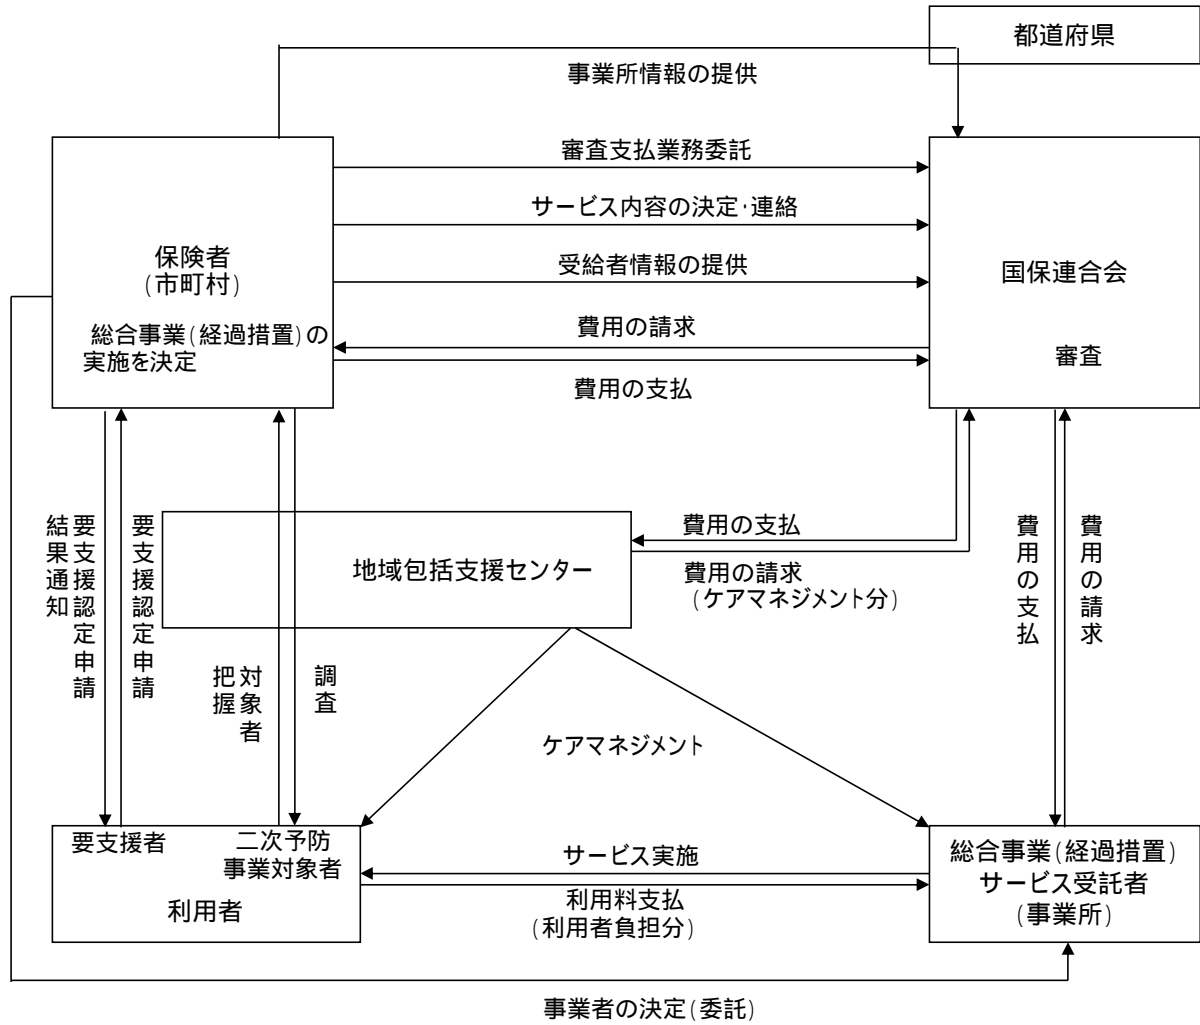 都道府県
事業所情報の提供
審査支払業務委託
サービス内容の決定･連絡
受給者情報の提供
費用の請求
費用の支払
保険者
(市町村)
総合事業(経過措置)の
実施を決定
国保連合会
審査
要支援認定申請
結果通知
要支援認定申請
対象者
把握
調査
地域包括支援センター
費用の支払
費用の請求
(ケアマネジメント分)
費用の支払
費用の請求
ケアマネジメント
要支援者
二次予防
事業対象者
利用者
サービス実施
利用料支払
(利用者負担分)
総合事業(経過措置)
サービス受託者
(事業所)
事業者の決定(委託)